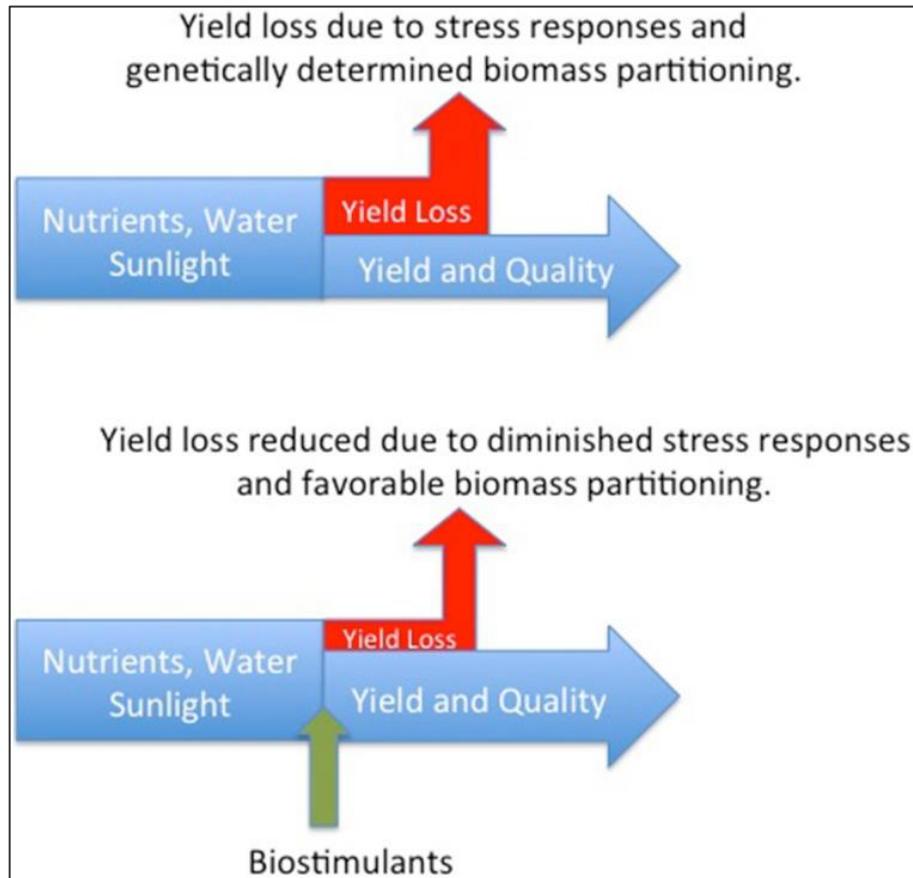 Yield loss due to stress responses and
genetically determined biomass partitioning.
Yield Loss
Nutrients, Water
Sunlight
Yield and Quality
Yield loss reduced due to diminished stress responses
and favorable biomass partitioning.
Yield Loss
Nutrients, Water
Sunlight
Yield and Quality
Biostimulants